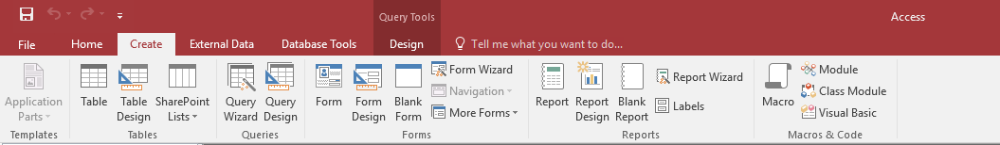 Query Tools
Access
File Home Create External Data Database Tools Design Tell me what you want to do...
Application Parts
Templates
Table
Table Design
SharePoint Lists
Tables
Query Wizard
Query Design
Queries
Form
Form Design
Blank Form
Form Wizard
Navigation
More Forms
Forms
Report
Report Design
Blank Report
Report Wizard
Labels
Reports
Macro
Module
Class Module
Visual Basic
Macros & Code